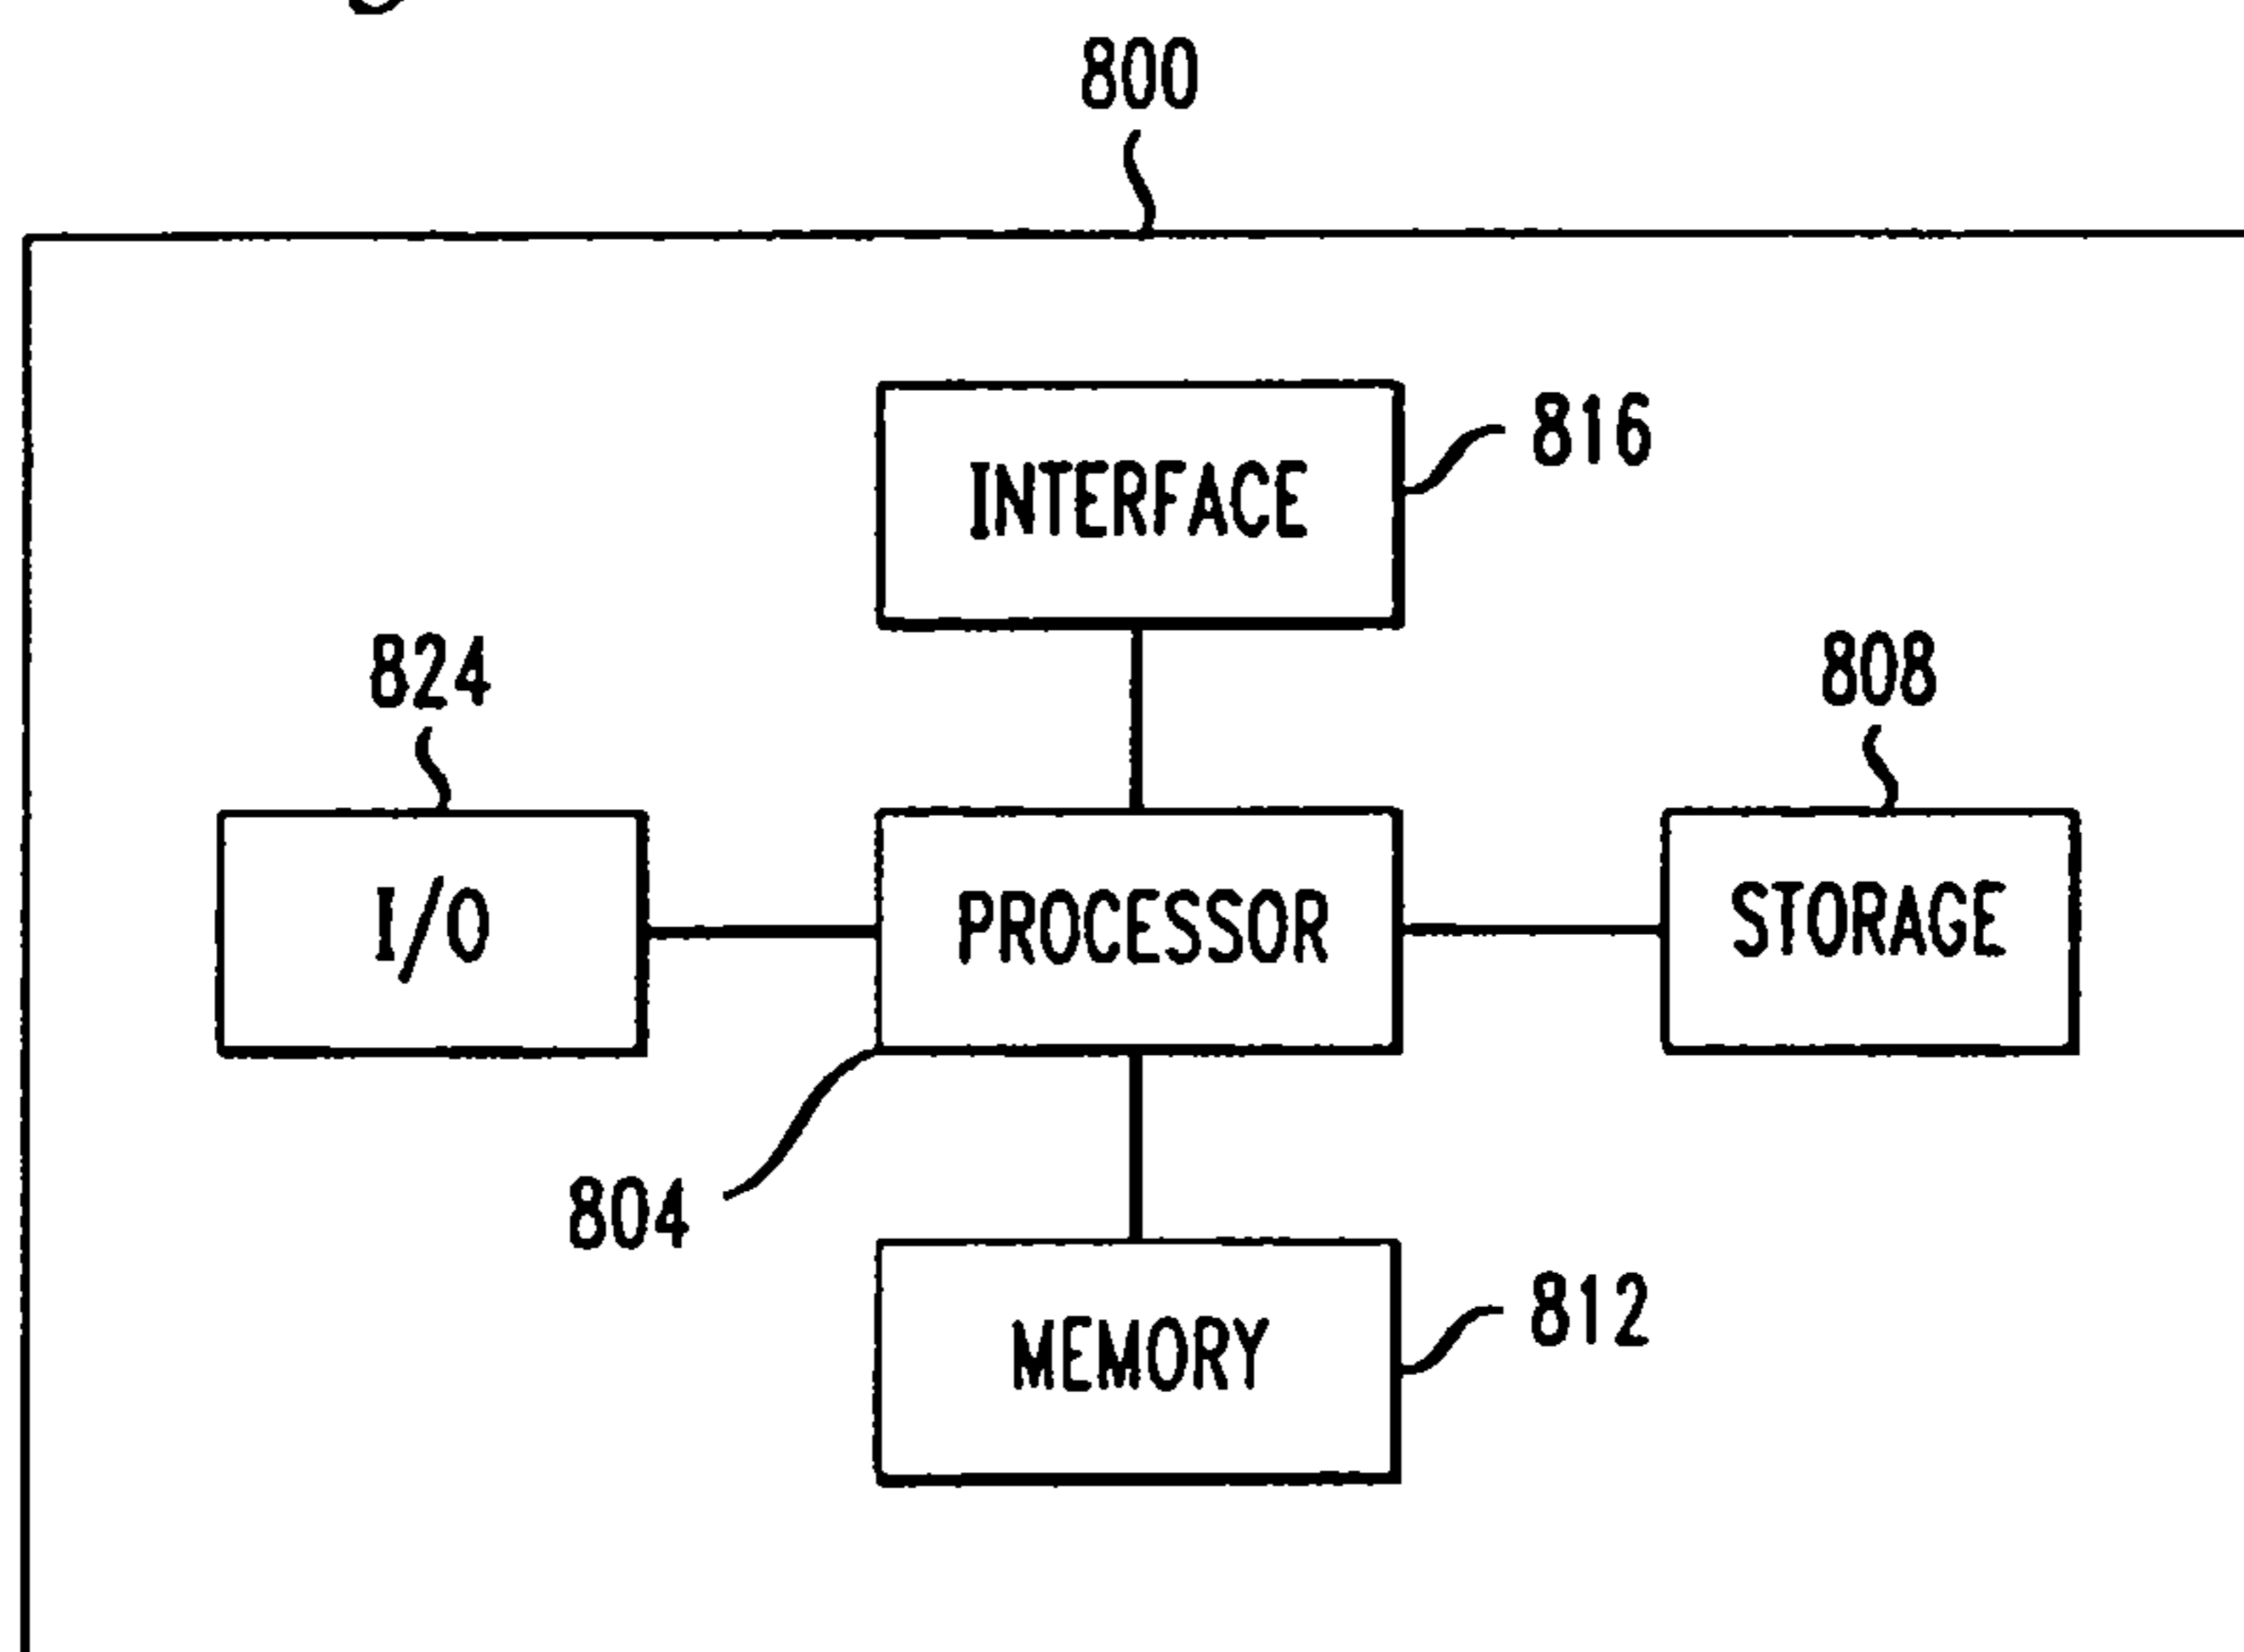 800
INTERFACE
816
824
808
I/O
PROCESSOR
STORAGE
804
MEMORY
812